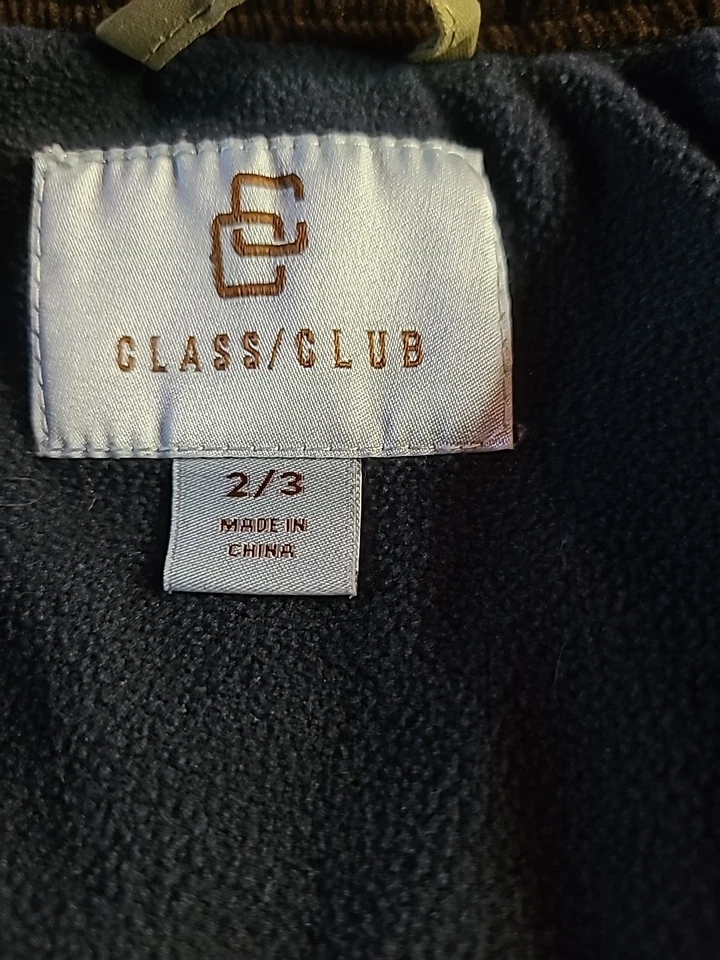 CLASS/CLUB
2/3
MADE IN
CHINA